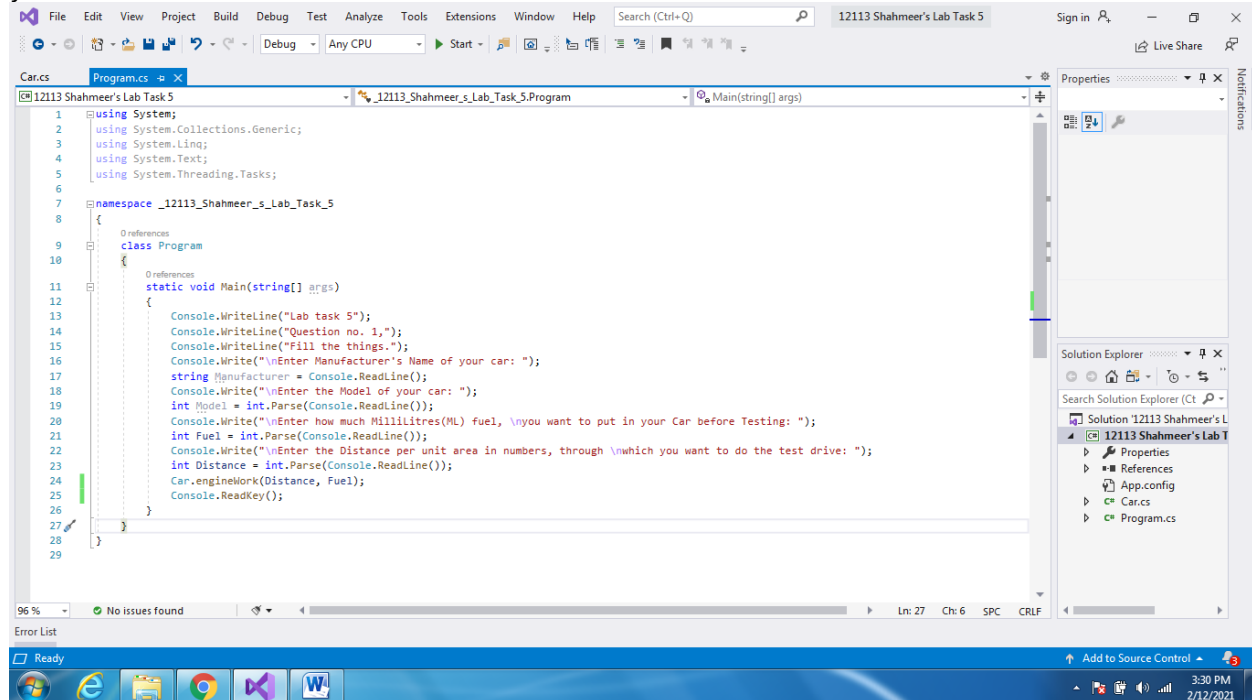 File Edit View Project Build Debug Test Analyze Tools Extensions Window Help Search (Ctrl+Q) 12113 Shahmeer's Lab Task 5 Sign in
Debug Any CPU Start Live Share
Car.cs Program.cs Properties
12113 Shahmeer's Lab Task 5 _12113_Shahmeer_s_Lab_Task_5.Program Main(string[] args)
Notifications
1 using System;
2 using System.Collections.Generic;
3 using System.Linq;
4 using System.Text;
5 using System.Threading.Tasks;
6
7 namespace _12113_Shahmeer_s_Lab_Task_5
8 {
0 references
9 class Program
10 {
0 references
11 static void Main(string[] args)
12 {
13 Console.WriteLine("Lab task 5");
14 Console.WriteLine("Question no. 1,");
15 Console.WriteLine("Fill the things.");
16 Console.Write("\nEnter Manufacturer's Name of your car: ");
17 string Manufacturer = Console.ReadLine();
18 Console.Write("\nEnter the Model of your car: ");
19 int Model = int.Parse(Console.ReadLine());
20 Console.Write("\nEnter how much MilliLitres(ML) fuel, \nyou want to put in your Car before Testing: ");
21 int Fuel = int.Parse(Console.ReadLine());
22 Console.Write("\nEnter the Distance per unit area in numbers, through \nwhich you want to do the test drive: ");
23 int Distance = int.Parse(Console.ReadLine());
24 Car.engineWork(Distance, Fuel);
25 Console.ReadKey();
26 }
27 }
28 }
29
Solution Explorer
Search Solution Explorer (Ct
Solution '12113 Shahmeer's L
C# 12113 Shahmeer's Lab T
Properties
References
App.config
C# Car.cs
C# Program.cs
96 % No issues found Ln: 27 Ch: 6 SPC CRLF
Error List
Ready Add to Source Control 3
3:30 PM
2/12/2021